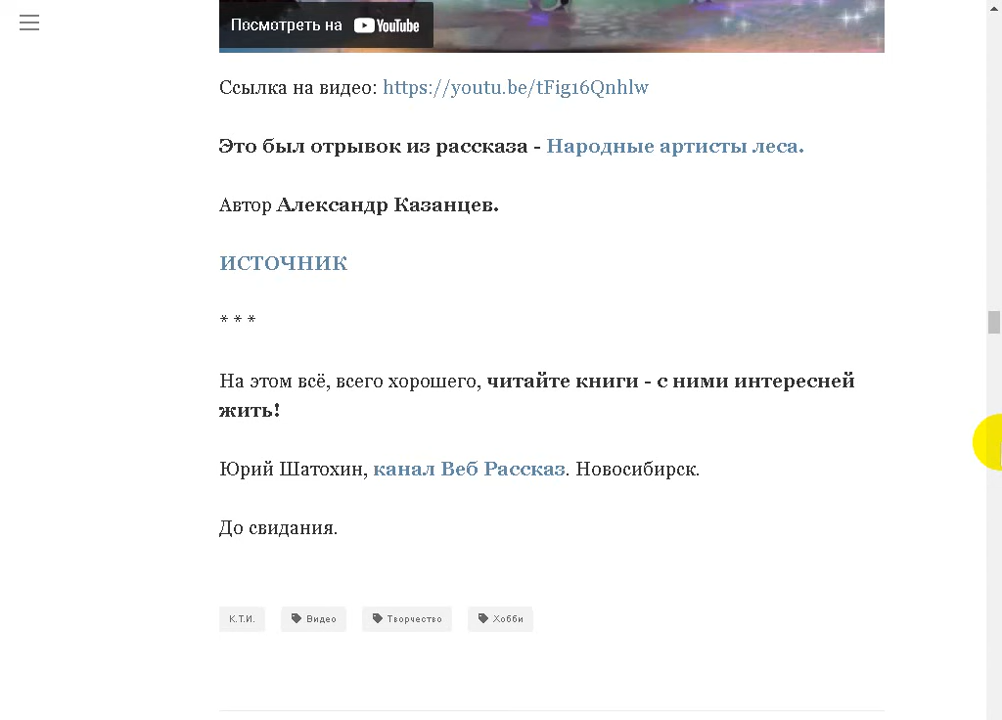 Посмотреть на YouTube
Ссылка на видео: https://youtu.be/tFig16Qnhlw
Это был отрывок из рассказа - Народные артисты леса.
Автор Александр Казанцев.
ИСТОЧНИК
* * *
На этом всё, всего хорошего, читайте книги - с ними интересней
жить!
Юрий Шатохин, канал Веб Рассказ. Новосибирск.
До свидания.
К.Т.И. Видео Творчество Хобби